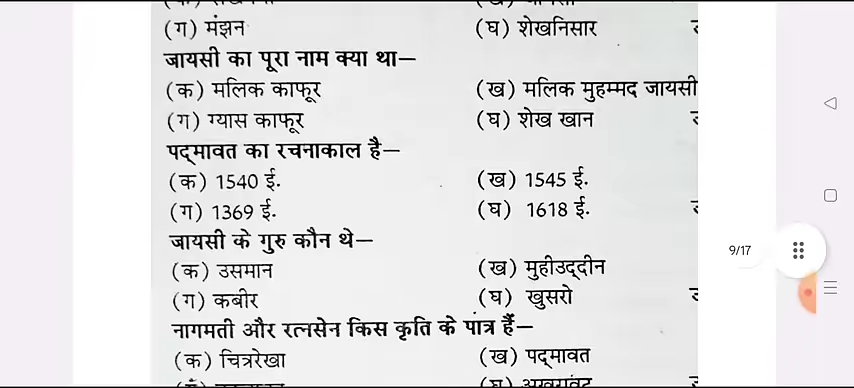 (ग) मंझन (घ) शेखनिसार
जायसी का पूरा नाम क्या था—
(क) मलिक काफूर (ख) मलिक मुहम्मद जायसी
(ग) ग्यास काफूर (घ) शेख खान
पद्मावत का रचनाकाल है—
(क) 1540 ई. (ख) 1545 ई.
(ग) 1369 ई. (घ) 1618 ई.
9/17
जायसी के गुरु कौन थे—
(क) उसमान (ख) मुहीउद्दीन
(ग) कबीर (घ) खुसरो
नागमती और रत्नसेन किस कृति के पात्र हैं—
(क) चित्ररेखा (ख) पद्मावत